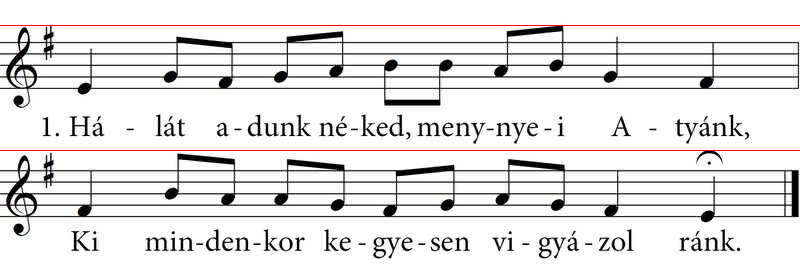 1. Há - lát a - dunk né - ked, meny - nye - i A - tyánk,
Ki min - den - kor ke - gye - sen vi - gyá - zol ránk.